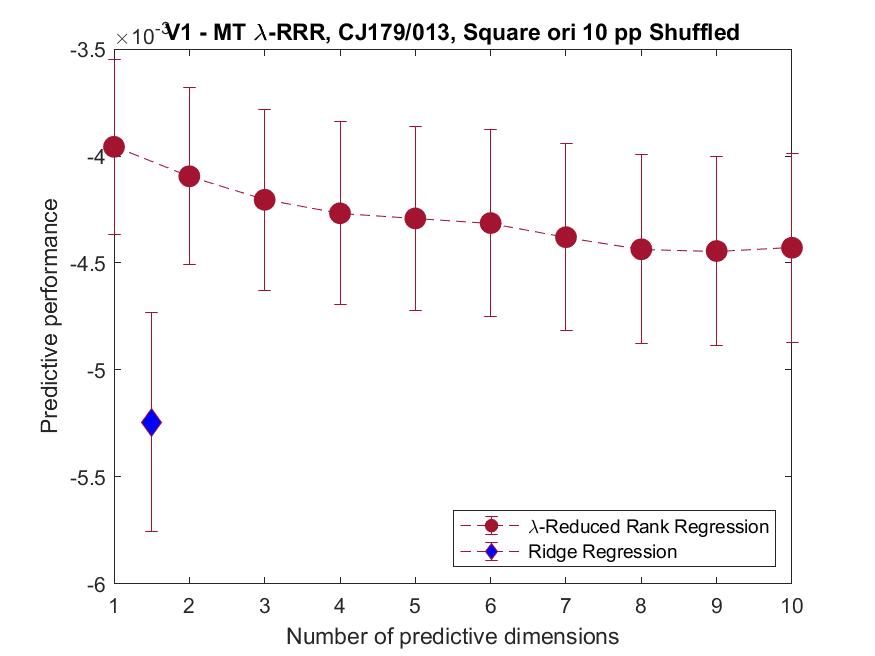 ×10-3
V1 - MT λ-RRR, CJ179/013, Square ori 10 pp Shuffled
-3.5
-4
-4.5
-5
-5.5
-6
Predictive performance
λ-Reduced Rank Regression
Ridge Regression
1 2 3 4 5 6 7 8 9 10
Number of predictive dimensions